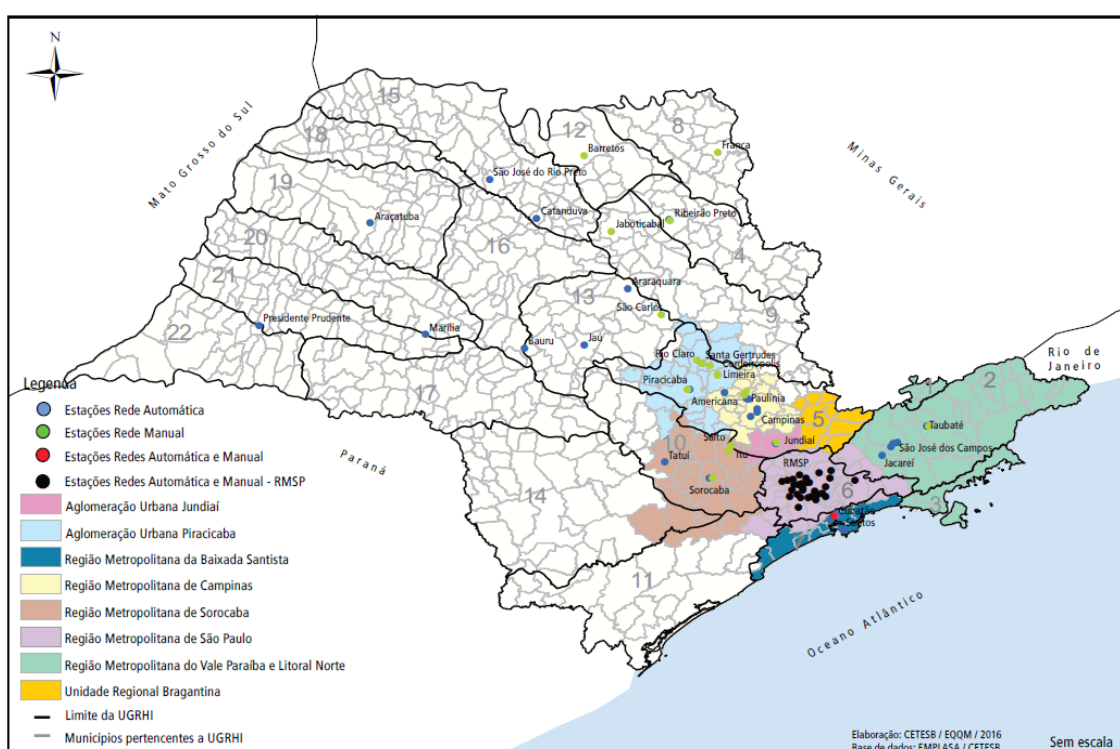 N
Mato Grosso do Sul
Minas Gerais
Rio de
Janeiro
Paraná
Oceano Atlântico
15
18
12
8
Barretos
Franca
São José do Rio Preto
19
Araçatuba
Catanduva
Jaboticabal
Ribeirão Preto
20
16
4
21
Araraquara
13
São Carlos
9
22
Presidente Prudente
Marília
Bauru
Jaú
Rio Claro
Santa Gertrudes
Cordeirópolis
Limeira
Piracicaba
Americana
Paulínia
Campinas
17
5
1
2
Taubaté
São José dos Campos
Jacareí
10
Salto
Itu
Jundiaí
Tatuí
Sorocaba
RMSP
6
3
Cubatão
Santos
14
11
Legenda
Estações Rede Automática
Estações Rede Manual
Estações Redes Automática e Manual
Estações Redes Automática e Manual - RMSP
Aglomeração Urbana Jundiaí
Aglomeração Urbana Piracicaba
Região Metropolitana da Baixada Santista
Região Metropolitana de Campinas
Região Metropolitana de Sorocaba
Região Metropolitana de São Paulo
Região Metropolitana do Vale Paraíba e Litoral Norte
Unidade Regional Bragantina
Limite da UGRHI
Municípios pertencentes a UGRHI
Elaboração: CETESB / EQQM / 2016
Base de dados: EMPLASA / CETESB
Sem escala